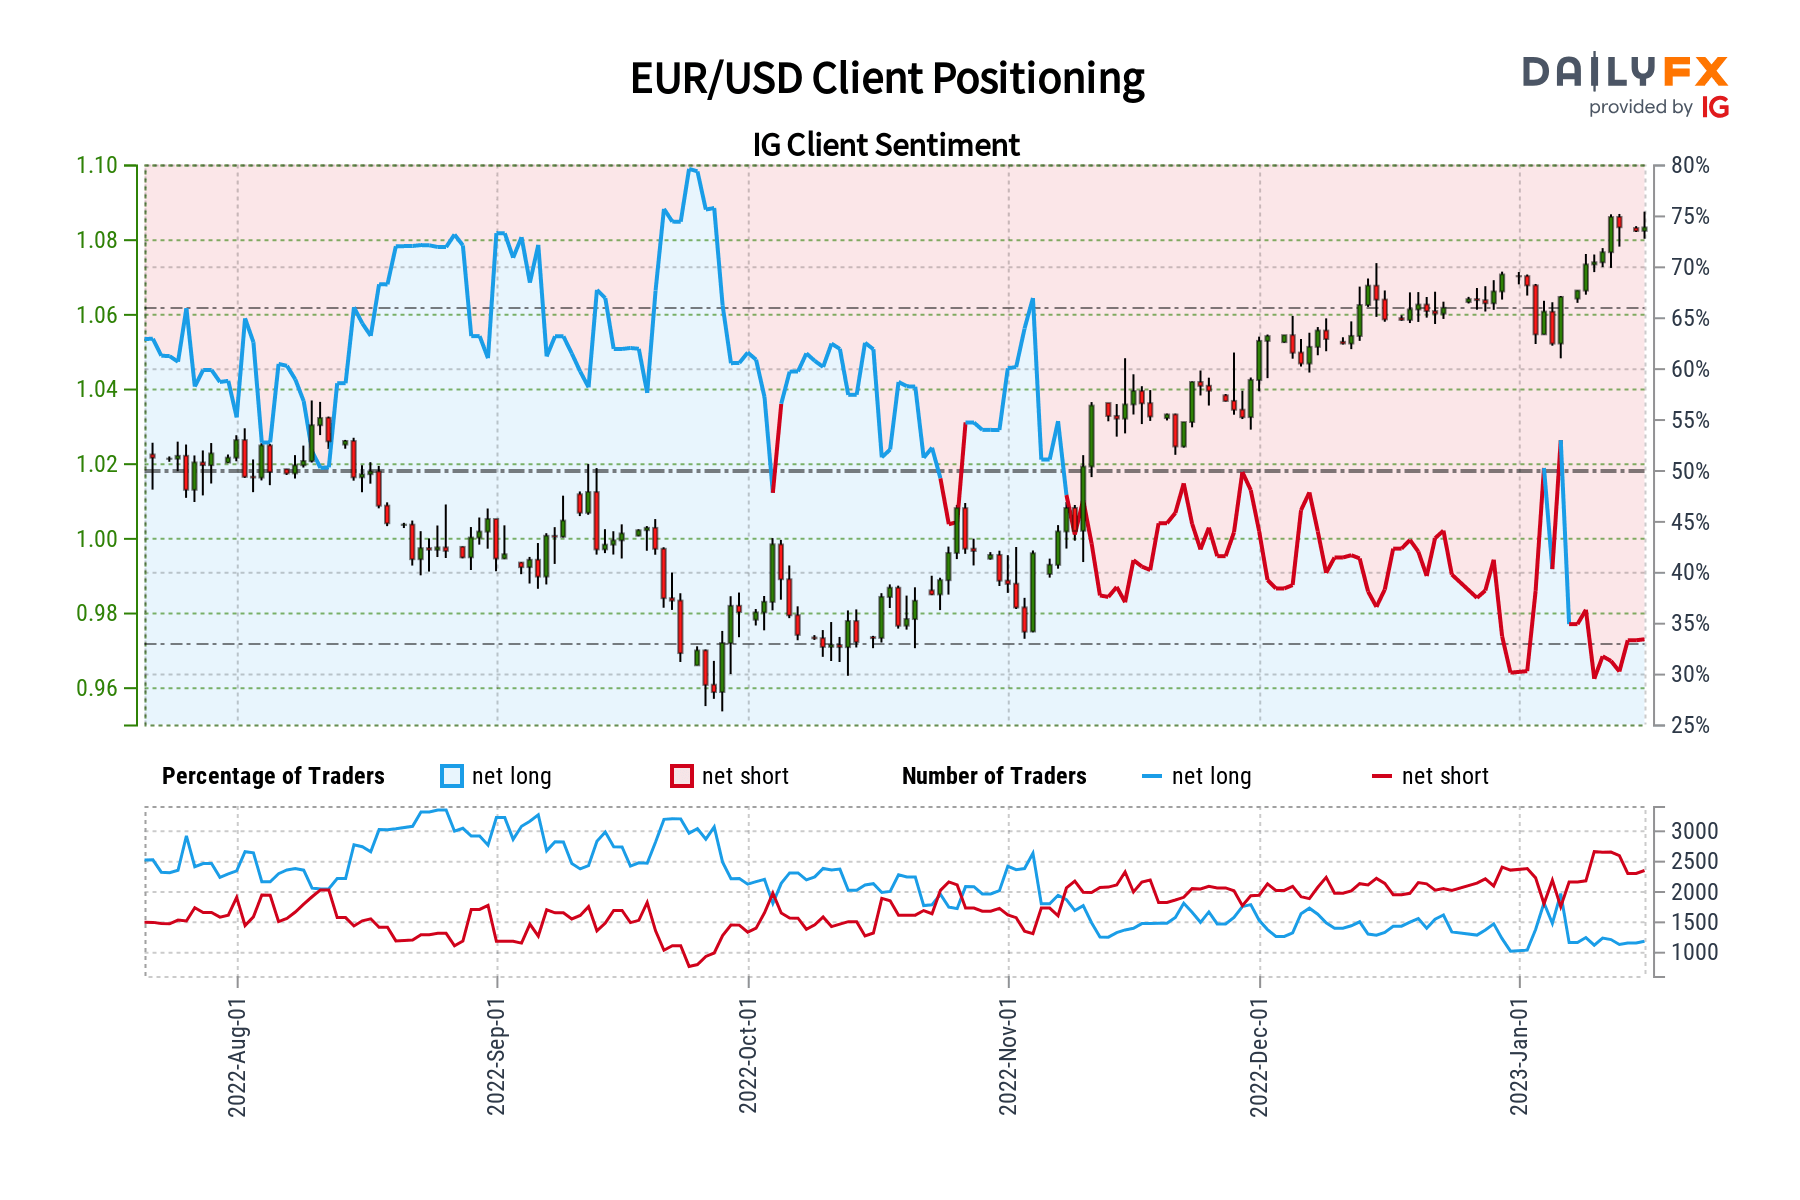 EUR/USD Client Positioning
DAILYFX
provided by IG
IG Client Sentiment
1.10
1.08
1.06
1.04
1.02
1.00
0.98
0.96
80%
75%
70%
65%
60%
55%
50%
45%
40%
35%
30%
25%
Percentage of Traders net long net short Number of Traders net long net short
3000
2500
2000
1500
1000
2022-Aug-01
2022-Sep-01
2022-Oct-01
2022-Nov-01
2022-Dec-01
2023-Jan-01